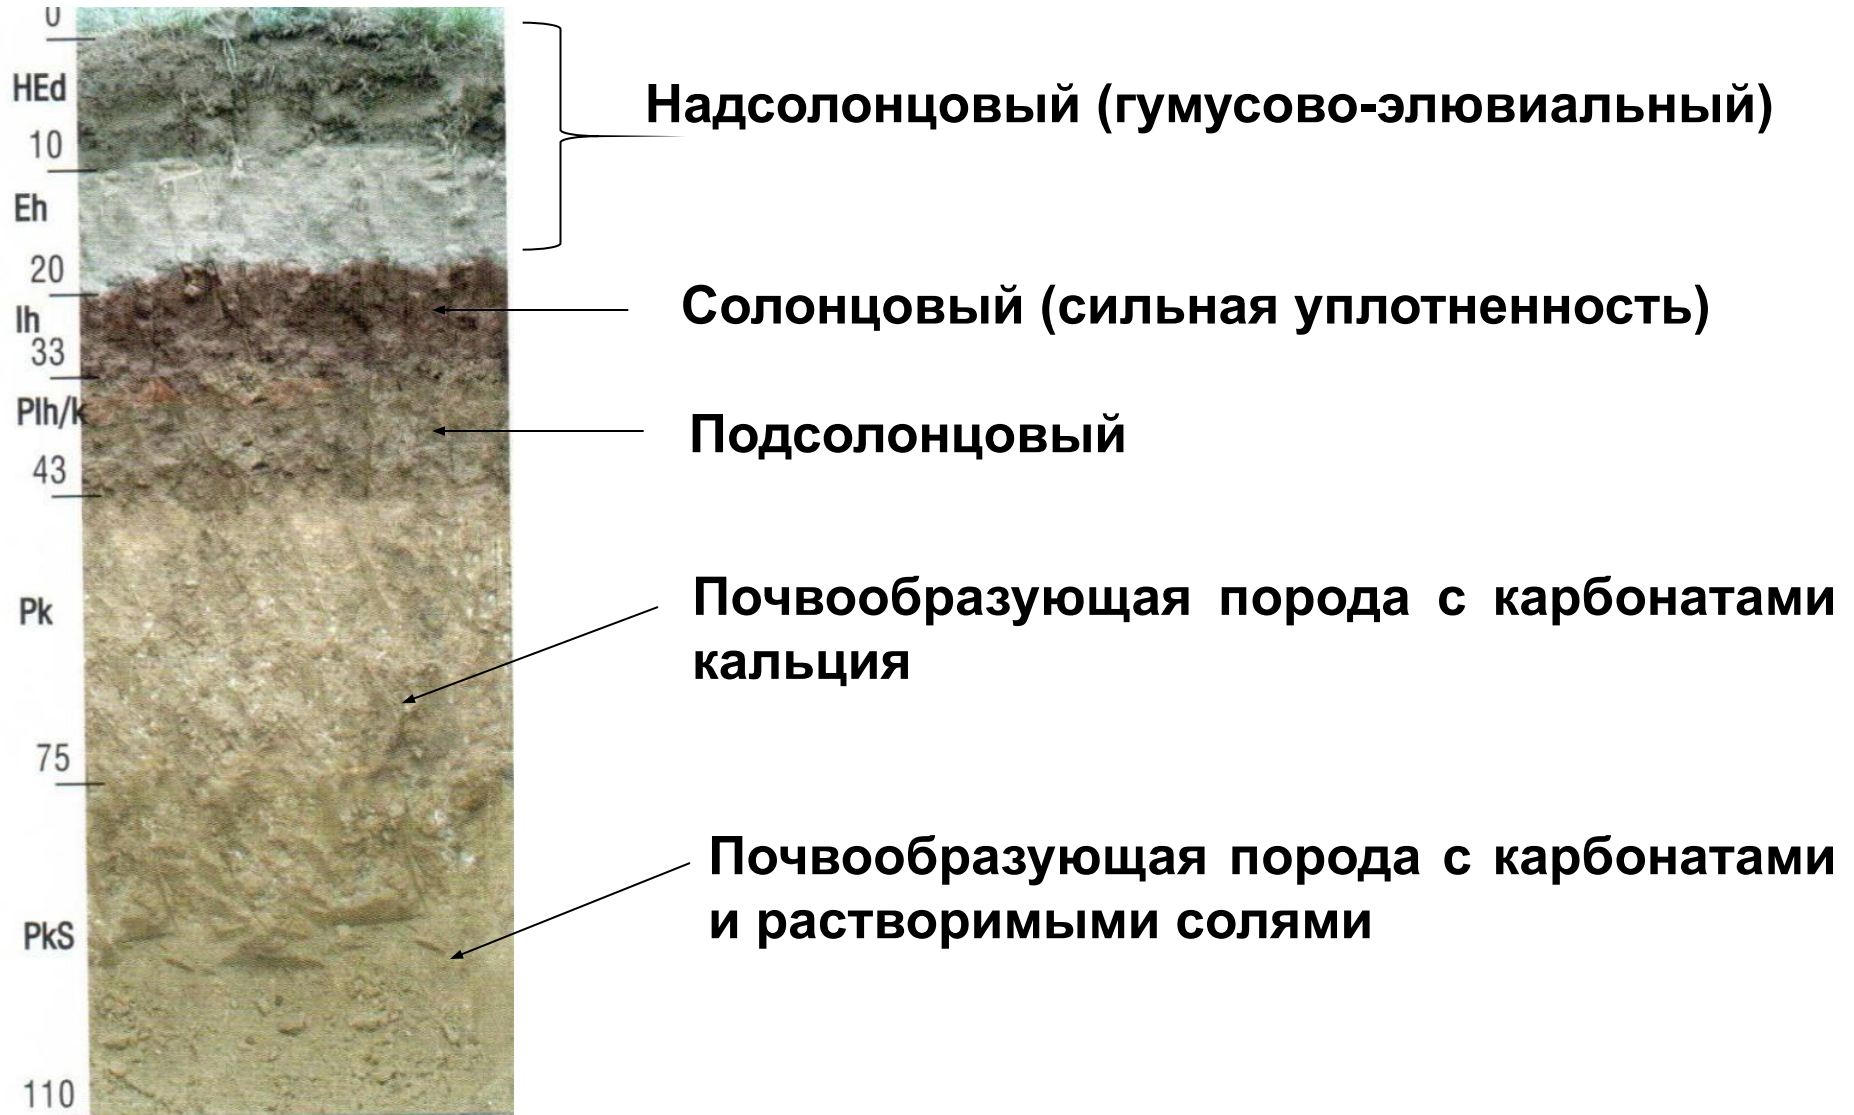 0
HEd
10
Eh
20
Ih
33
PIh/k
43
Pk
75
PkS
110
Надсолонцовый (гумусово-элювиальный)
Солонцовый (сильная уплотненность)
Подсолонцовый
Почвообразующая порода с карбонатами
кальция
Почвообразующая порода с карбонатами
и растворимыми солями